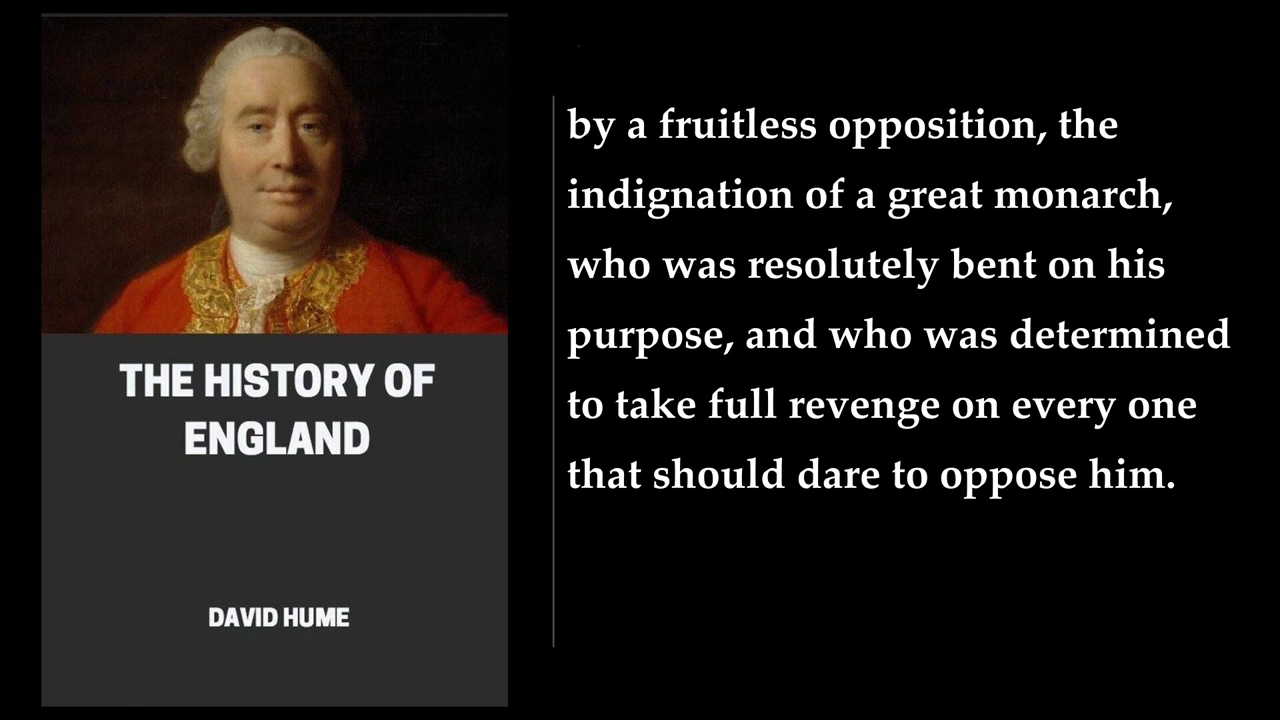 THE HISTORY OF
ENGLAND
DAVID HUME
by a fruitless opposition, the
indignation of a great monarch,
who was resolutely bent on his
purpose, and who was determined
to take full revenge on every one
that should dare to oppose him.